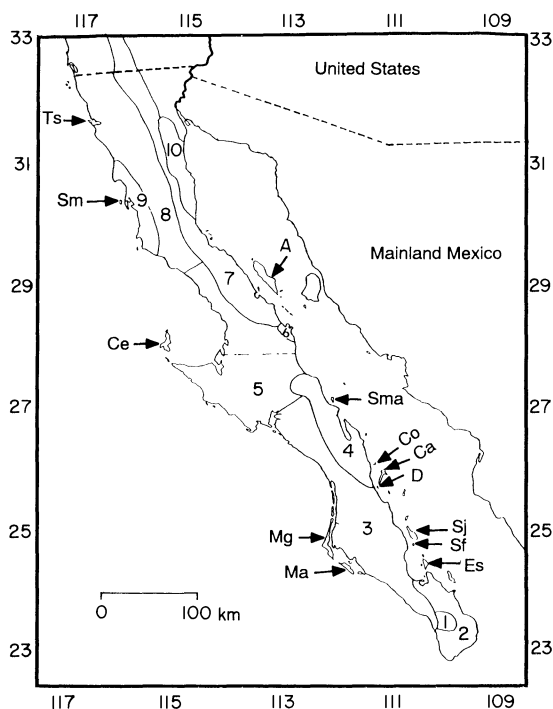 117 115 113 111 109
33 33
United States
Ts
31 31
10
Sm 9
8
A
Mainland Mexico
29 7 29
6
Ce
5
27 Sma 27
Co
Ca
4
D
25 3 Sj 25
Mg Sf
Ma Es
0 100 km
1 2
23 23
117 115 113 111 109